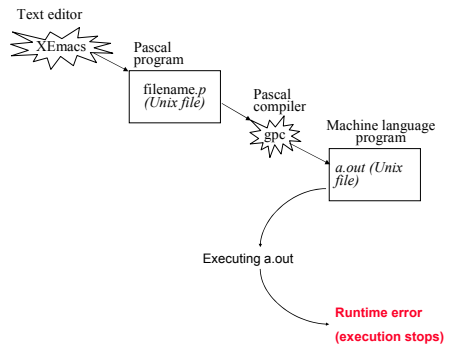 Text editor
XEmacs
Pascal
program
filename.p
(Unix file)
Pascal
compiler
gpc
Machine language
program
a.out (Unix
file)
Executing a.out
Runtime error
(execution stops)